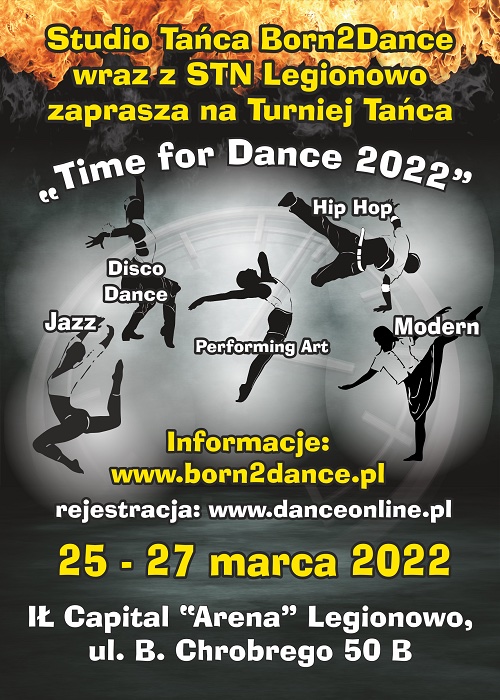 Studio Tańca Born2Dance
wraz z STN Legionowo
zaprasza na Turniej Tańca
„Time for Dance 2022”
Hip Hop
Disco
Dance
Jazz
Modern
Performing Art
Informacje:
www.born2dance.pl
rejestracja: www.danceonline.pl
25 - 27 marca 2022
IŁ Capital “Arena” Legionowo,
ul. B. Chrobrego 50 B